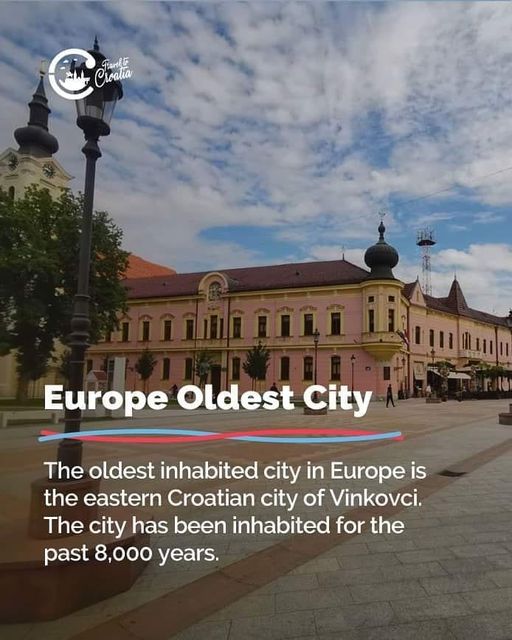 Travel to
Croatia
Europe Oldest City
The oldest inhabited city in Europe is
the eastern Croatian city of Vinkovci.
The city has been inhabited for the
past 8,000 years.